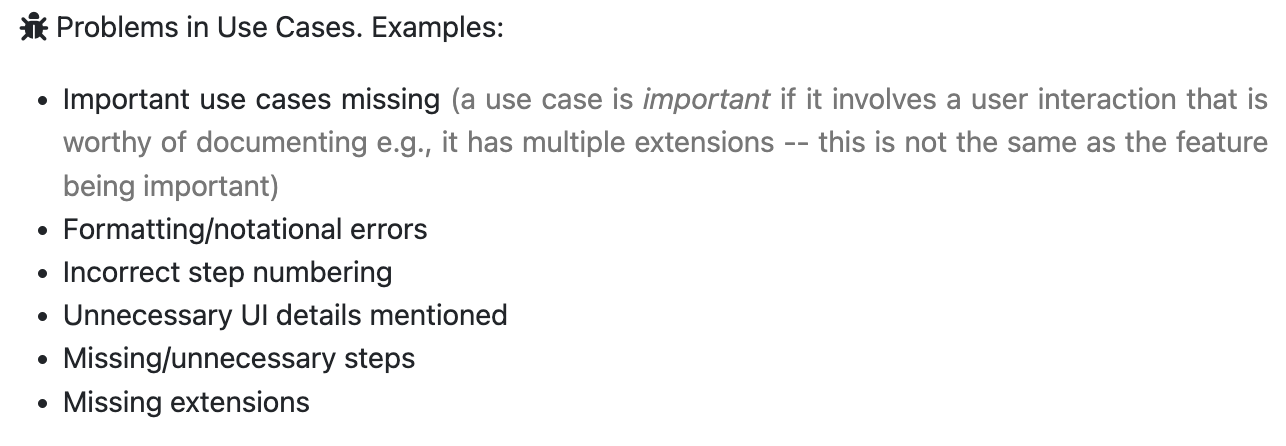 Problems in Use Cases. Examples:
• Important use cases missing (a use case is important if it involves a user interaction that is
worthy of documenting e.g., it has multiple extensions -- this is not the same as the feature
being important)
• Formatting/notational errors
• Incorrect step numbering
• Unnecessary UI details mentioned
• Missing/unnecessary steps
• Missing extensions